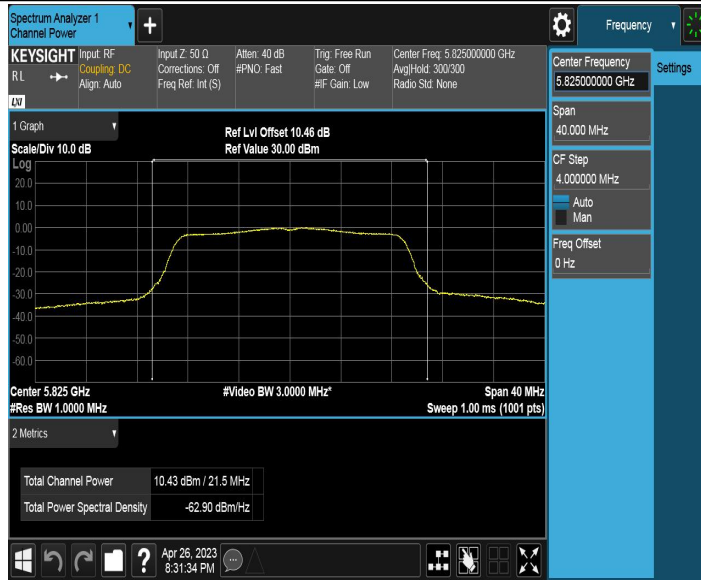 Spectrum Analyzer 1
Channel Power
Frequency
KEYSIGHT
R L
LXI
Input: RF
Coupling: DC
Align: Auto
Input Z: 50 Ω
Corrections: Off
Freq Ref: Int (S)
Atten: 40 dB
#PNO: Fast
Trig: Free Run
Gate: Off
#IF Gain: Low
Center Freq: 5.825000000 GHz
Avg|Hold: 300/300
Radio Std: None
Center Frequency
5.825000000 GHz
Settings
Span
40.000 MHz
CF Step
4.000000 MHz
Auto
Man
Freq Offset
0 Hz
1 Graph
Scale/Div 10.0 dB
Ref Lvl Offset 10.46 dB
Ref Value 30.00 dBm
Log
20.0
10.0
0.00
-10.0
-20.0
-30.0
-40.0
-50.0
-60.0
Center 5.825 GHz
#Video BW 3.0000 MHz*
Span 40 MHz
#Res BW 1.0000 MHz
Sweep 1.00 ms (1001 pts)
2 Metrics
Total Channel Power 10.43 dBm / 21.5 MHz
Total Power Spectral Density -62.90 dBm/Hz
?
Apr 26, 2023
8:31:34 PM